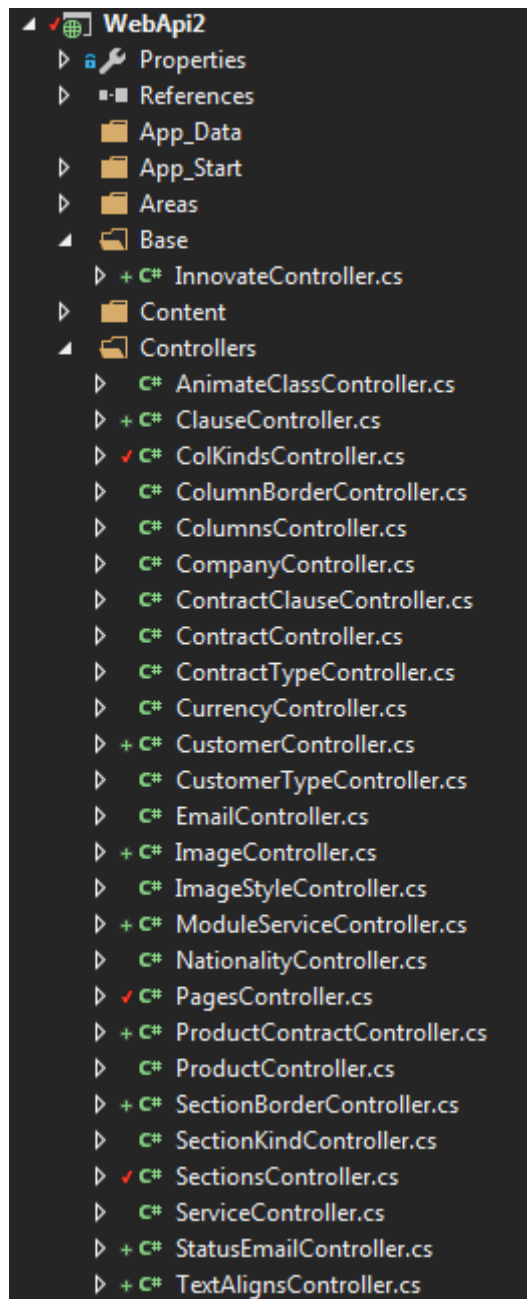 WebApi2
Properties
References
App_Data
App_Start
Areas
Base
+ C# InnovateController.cs
Content
Controllers
C# AnimateClassController.cs
+ C# ClauseController.cs
C# ColKindsController.cs
C# ColumnBorderController.cs
C# ColumnsController.cs
C# CompanyController.cs
C# ContractClauseController.cs
C# ContractController.cs
C# ContractTypeController.cs
C# CurrencyController.cs
+ C# CustomerController.cs
C# CustomerTypeController.cs
C# EmailController.cs
+ C# ImageController.cs
C# ImageStyleController.cs
+ C# ModuleServiceController.cs
C# NationalityController.cs
C# PagesController.cs
+ C# ProductContractController.cs
C# ProductController.cs
+ C# SectionBorderController.cs
C# SectionKindController.cs
C# SectionsController.cs
C# ServiceController.cs
+ C# StatusEmailController.cs
+ C# TextAlignsController.cs